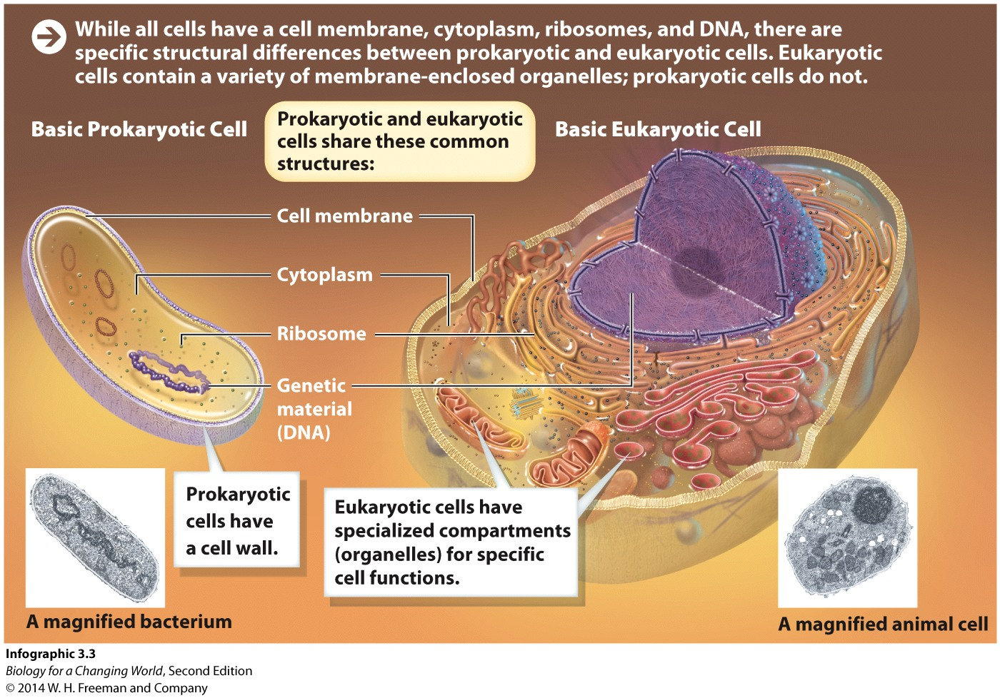 While all cells have a cell membrane, cytoplasm, ribosomes, and DNA, there are
specific structural differences between prokaryotic and eukaryotic cells. Eukaryotic
cells contain a variety of membrane-enclosed organelles; prokaryotic cells do not.
Basic Prokaryotic Cell
Prokaryotic and eukaryotic
cells share these common
structures:
Basic Eukaryotic Cell
Cell membrane
Cytoplasm
Ribosome
Genetic
material
(DNA)
Prokaryotic
cells have
a cell wall.
Eukaryotic cells have
specialized compartments
(organelles) for specific
cell functions.
A magnified bacterium
A magnified animal cell
Infographic 3.3
Biology for a Changing World, Second Edition
© 2014 W. H. Freeman and Company